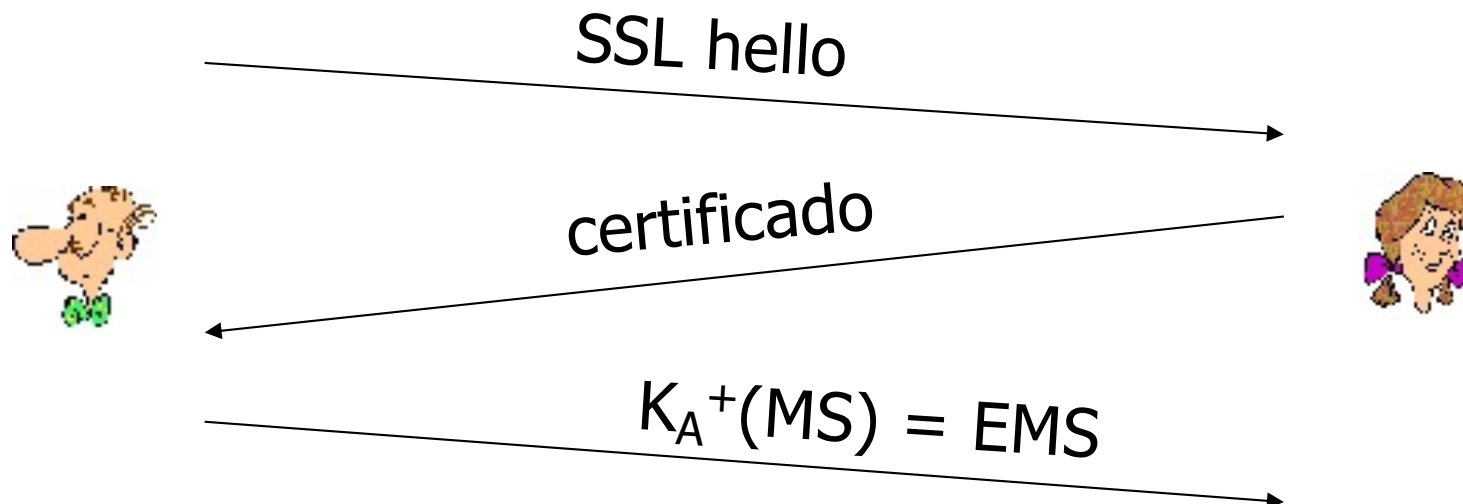 SSL hello
certificado
K_A^+(MS) = EMS